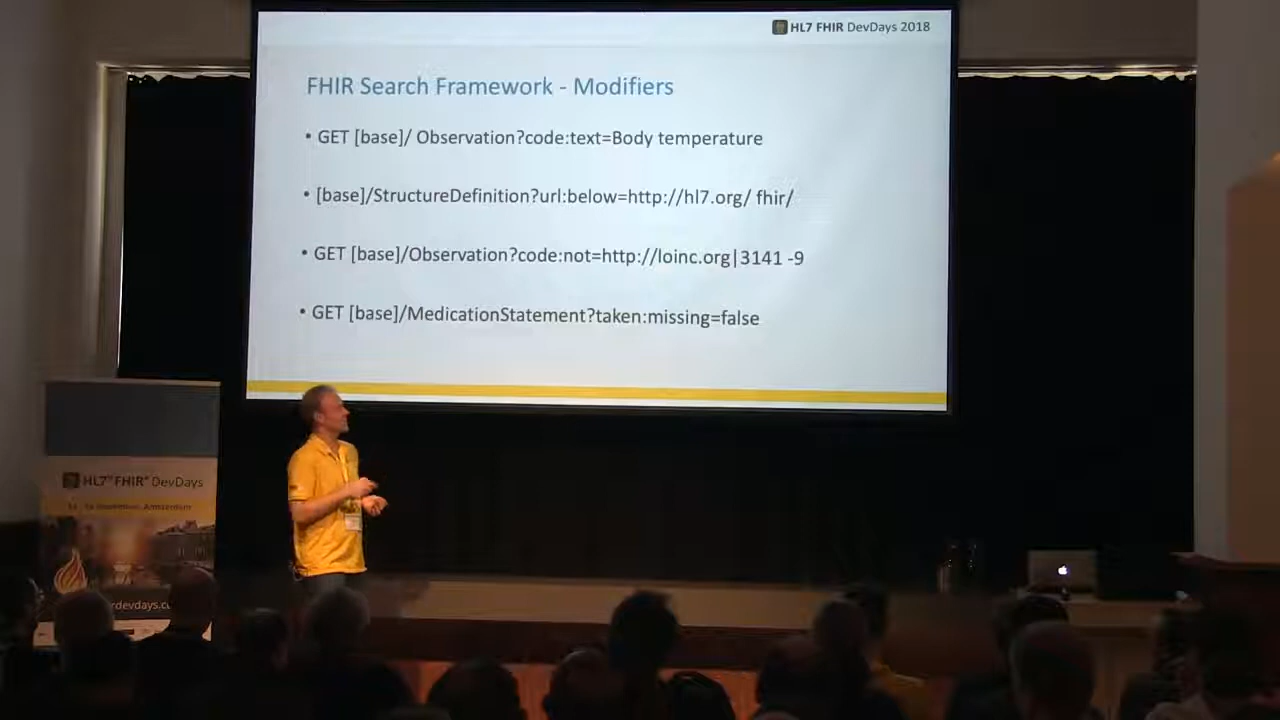 HL7 FHIR DevDays 2018
FHIR Search Framework - Modifiers
• GET [base]/ Observation?code:text=Body temperature
• [base]/StructureDefinition?url:below=http://hl7.org/ fhir/
• GET [base]/Observation?code:not=http://loinc.org|3141 -9
• GET [base]/MedicationStatement?taken:missing=false
HL7® FHIR® DevDays
Amsterdam